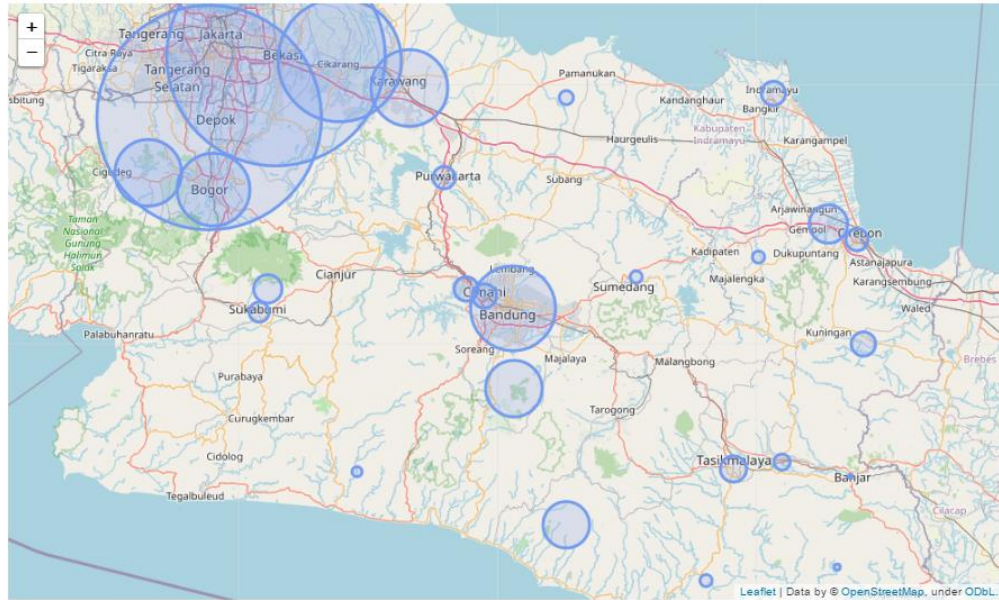 +
−
Tangerang
Jakarta
Bekasi
Citra Raya
Tigaraksa
Tangerang
Selatan
Cikarang
Karawang
Depok
Bogor
Pamanukan
Indramayu
Bangkir
Kandanghaur
Kabupaten
Indramayu
Karangampel
Haurgeulis
Purwakarta
Subang
Taman
Nasional
Gunung
Halimun
Salak
Arjawinangun
Gempol
Cirebon
Kadipaten
Dukupuntang
Astanajapura
Majalengka
Karangsembung
Waled
Cianjur
Lembang
Cimahi
Bandung
Sumedang
Sukabumi
Palabuhanratu
Kuningan
Brebes
Soreang
Majalaya
Malangbong
Purabaya
Curugkembar
Tarogong
Cidolog
Tasikmalaya
Banjar
Tegalbuleud
Cilacap
Leaflet | Data by © OpenStreetMap, under ODbL.